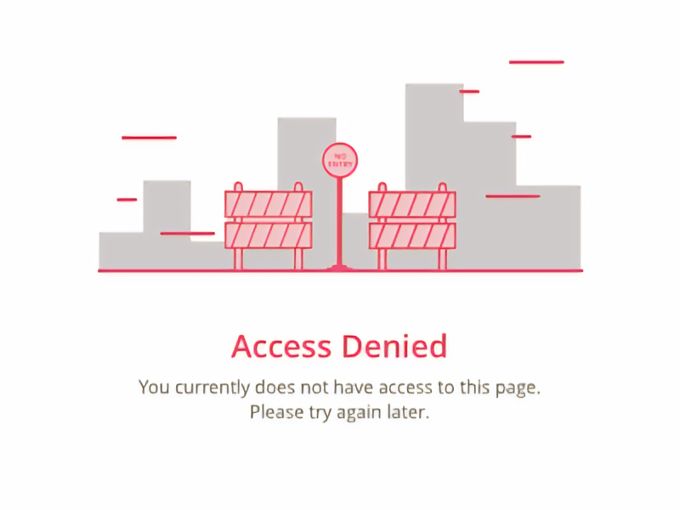 NO
ENTRY
Access Denied
You currently does not have access to this page.
Please try again later.